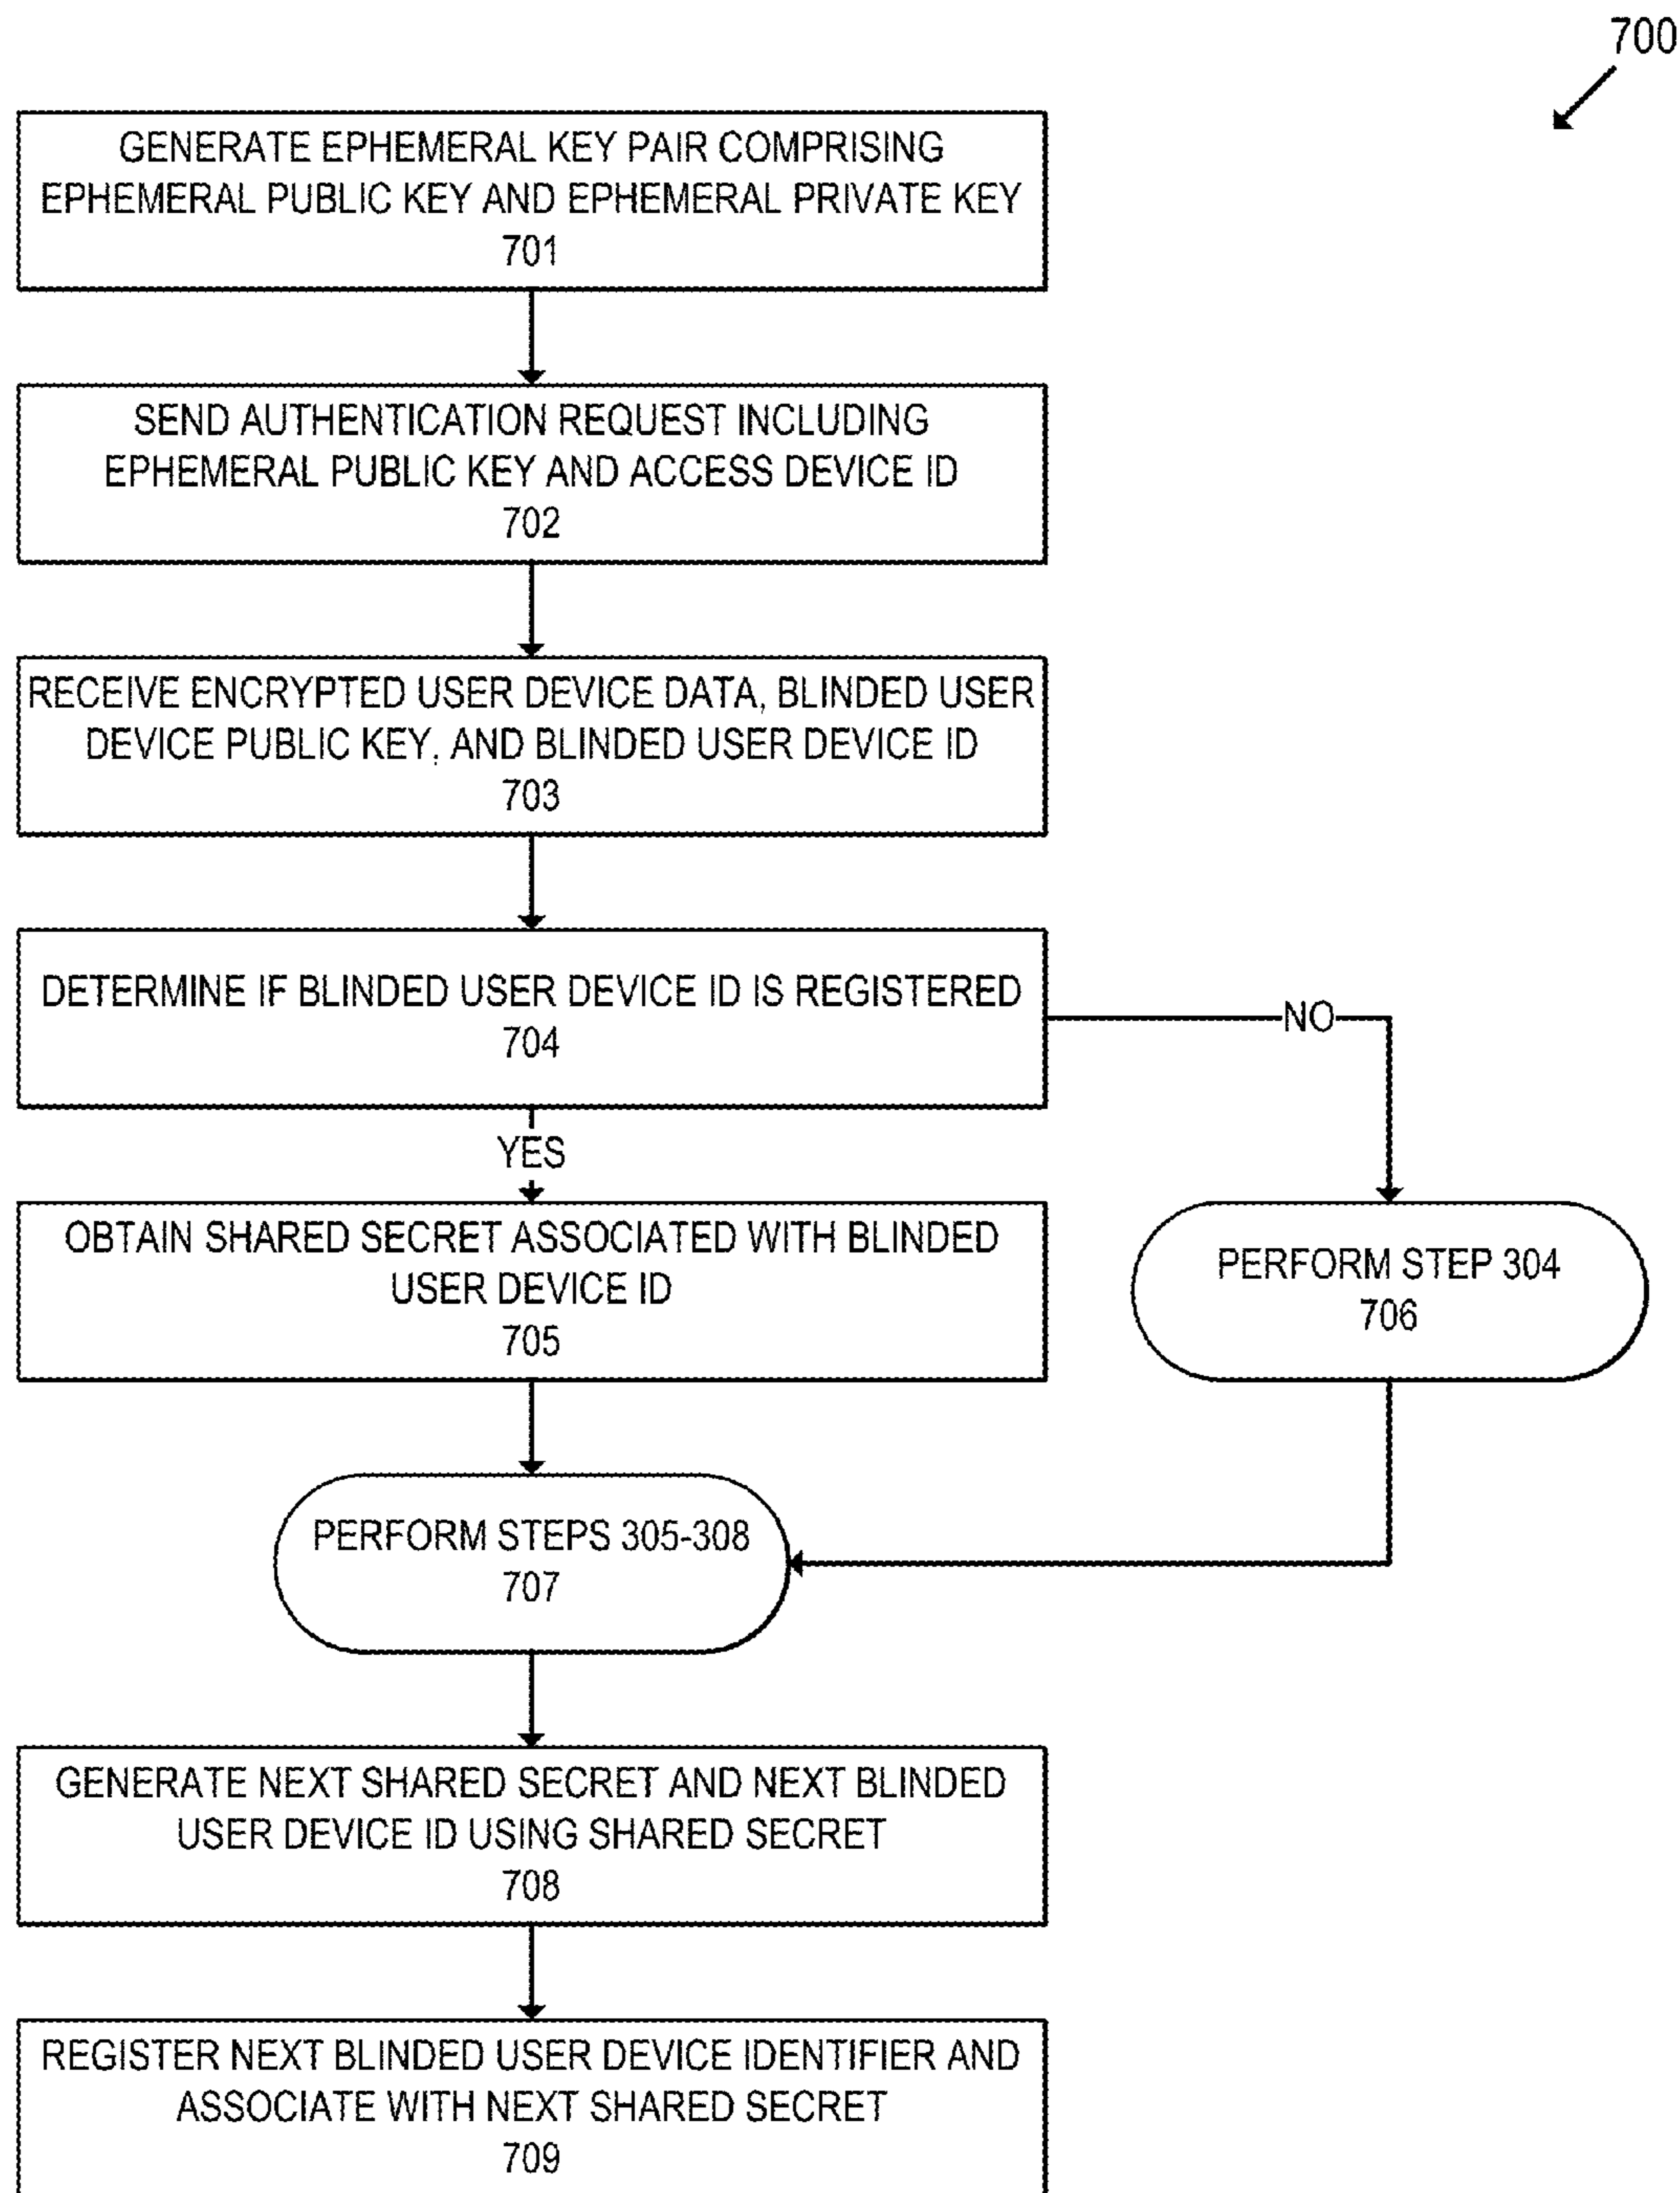 700
GENERATE EPHEMERAL KEY PAIR COMPRISING
EPHEMERAL PUBLIC KEY AND EPHEMERAL PRIVATE KEY
701
SEND AUTHENTICATION REQUEST INCLUDING
EPHEMERAL PUBLIC KEY AND ACCESS DEVICE ID
702
RECEIVE ENCRYPTED USER DEVICE DATA, BLINDED USER
DEVICE PUBLIC KEY, AND BLINDED USER DEVICE ID
703
DETERMINE IF BLINDED USER DEVICE ID IS REGISTERED
704
NO
YES
OBTAIN SHARED SECRET ASSOCIATED WITH BLINDED
USER DEVICE ID
705
PERFORM STEP 304
706
PERFORM STEPS 305-308
707
GENERATE NEXT SHARED SECRET AND NEXT BLINDED
USER DEVICE ID USING SHARED SECRET
708
REGISTER NEXT BLINDED USER DEVICE IDENTIFIER AND
ASSOCIATE WITH NEXT SHARED SECRET
709